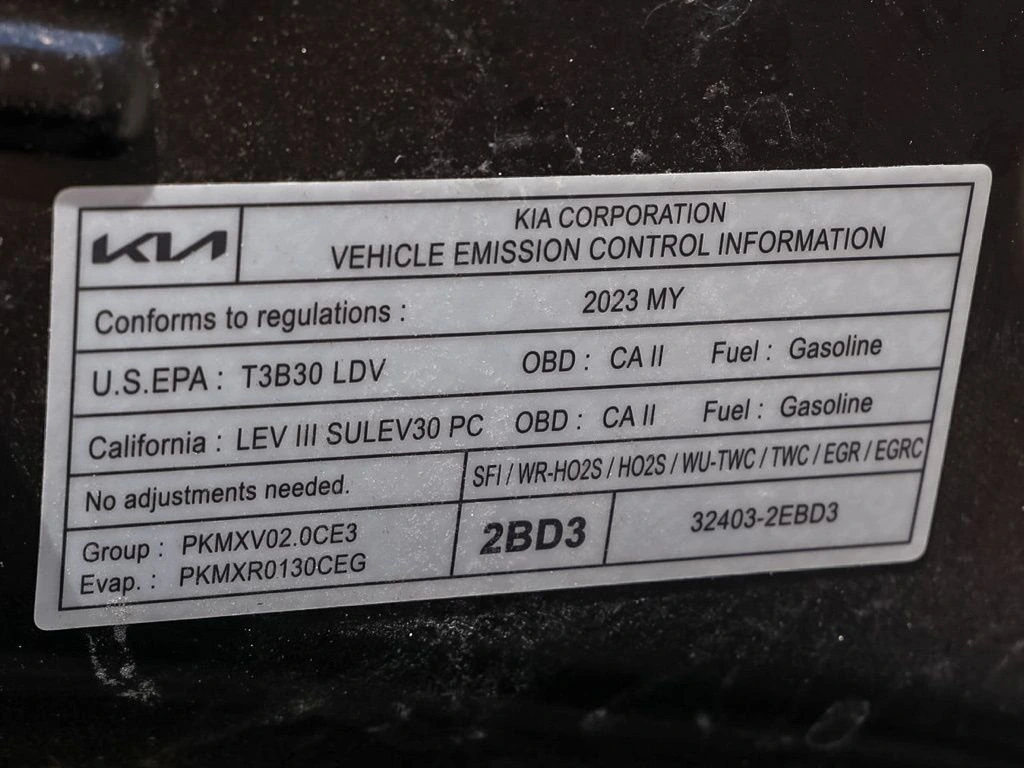 KIA
KIA CORPORATION
VEHICLE EMISSION CONTROL INFORMATION
Conforms to regulations : 2023 MY
U.S.EPA : T3B30 LDV OBD : CA II Fuel : Gasoline
California : LEV III SULEV30 PC OBD : CA II Fuel : Gasoline
No adjustments needed. SFI / WR-HO2S / HO2S / WU-TWC / TWC / EGR / EGRC
Group : PKMXV02.0CE3
Evap. : PKMXR0130CEG
2BD3
32403-2EBD3